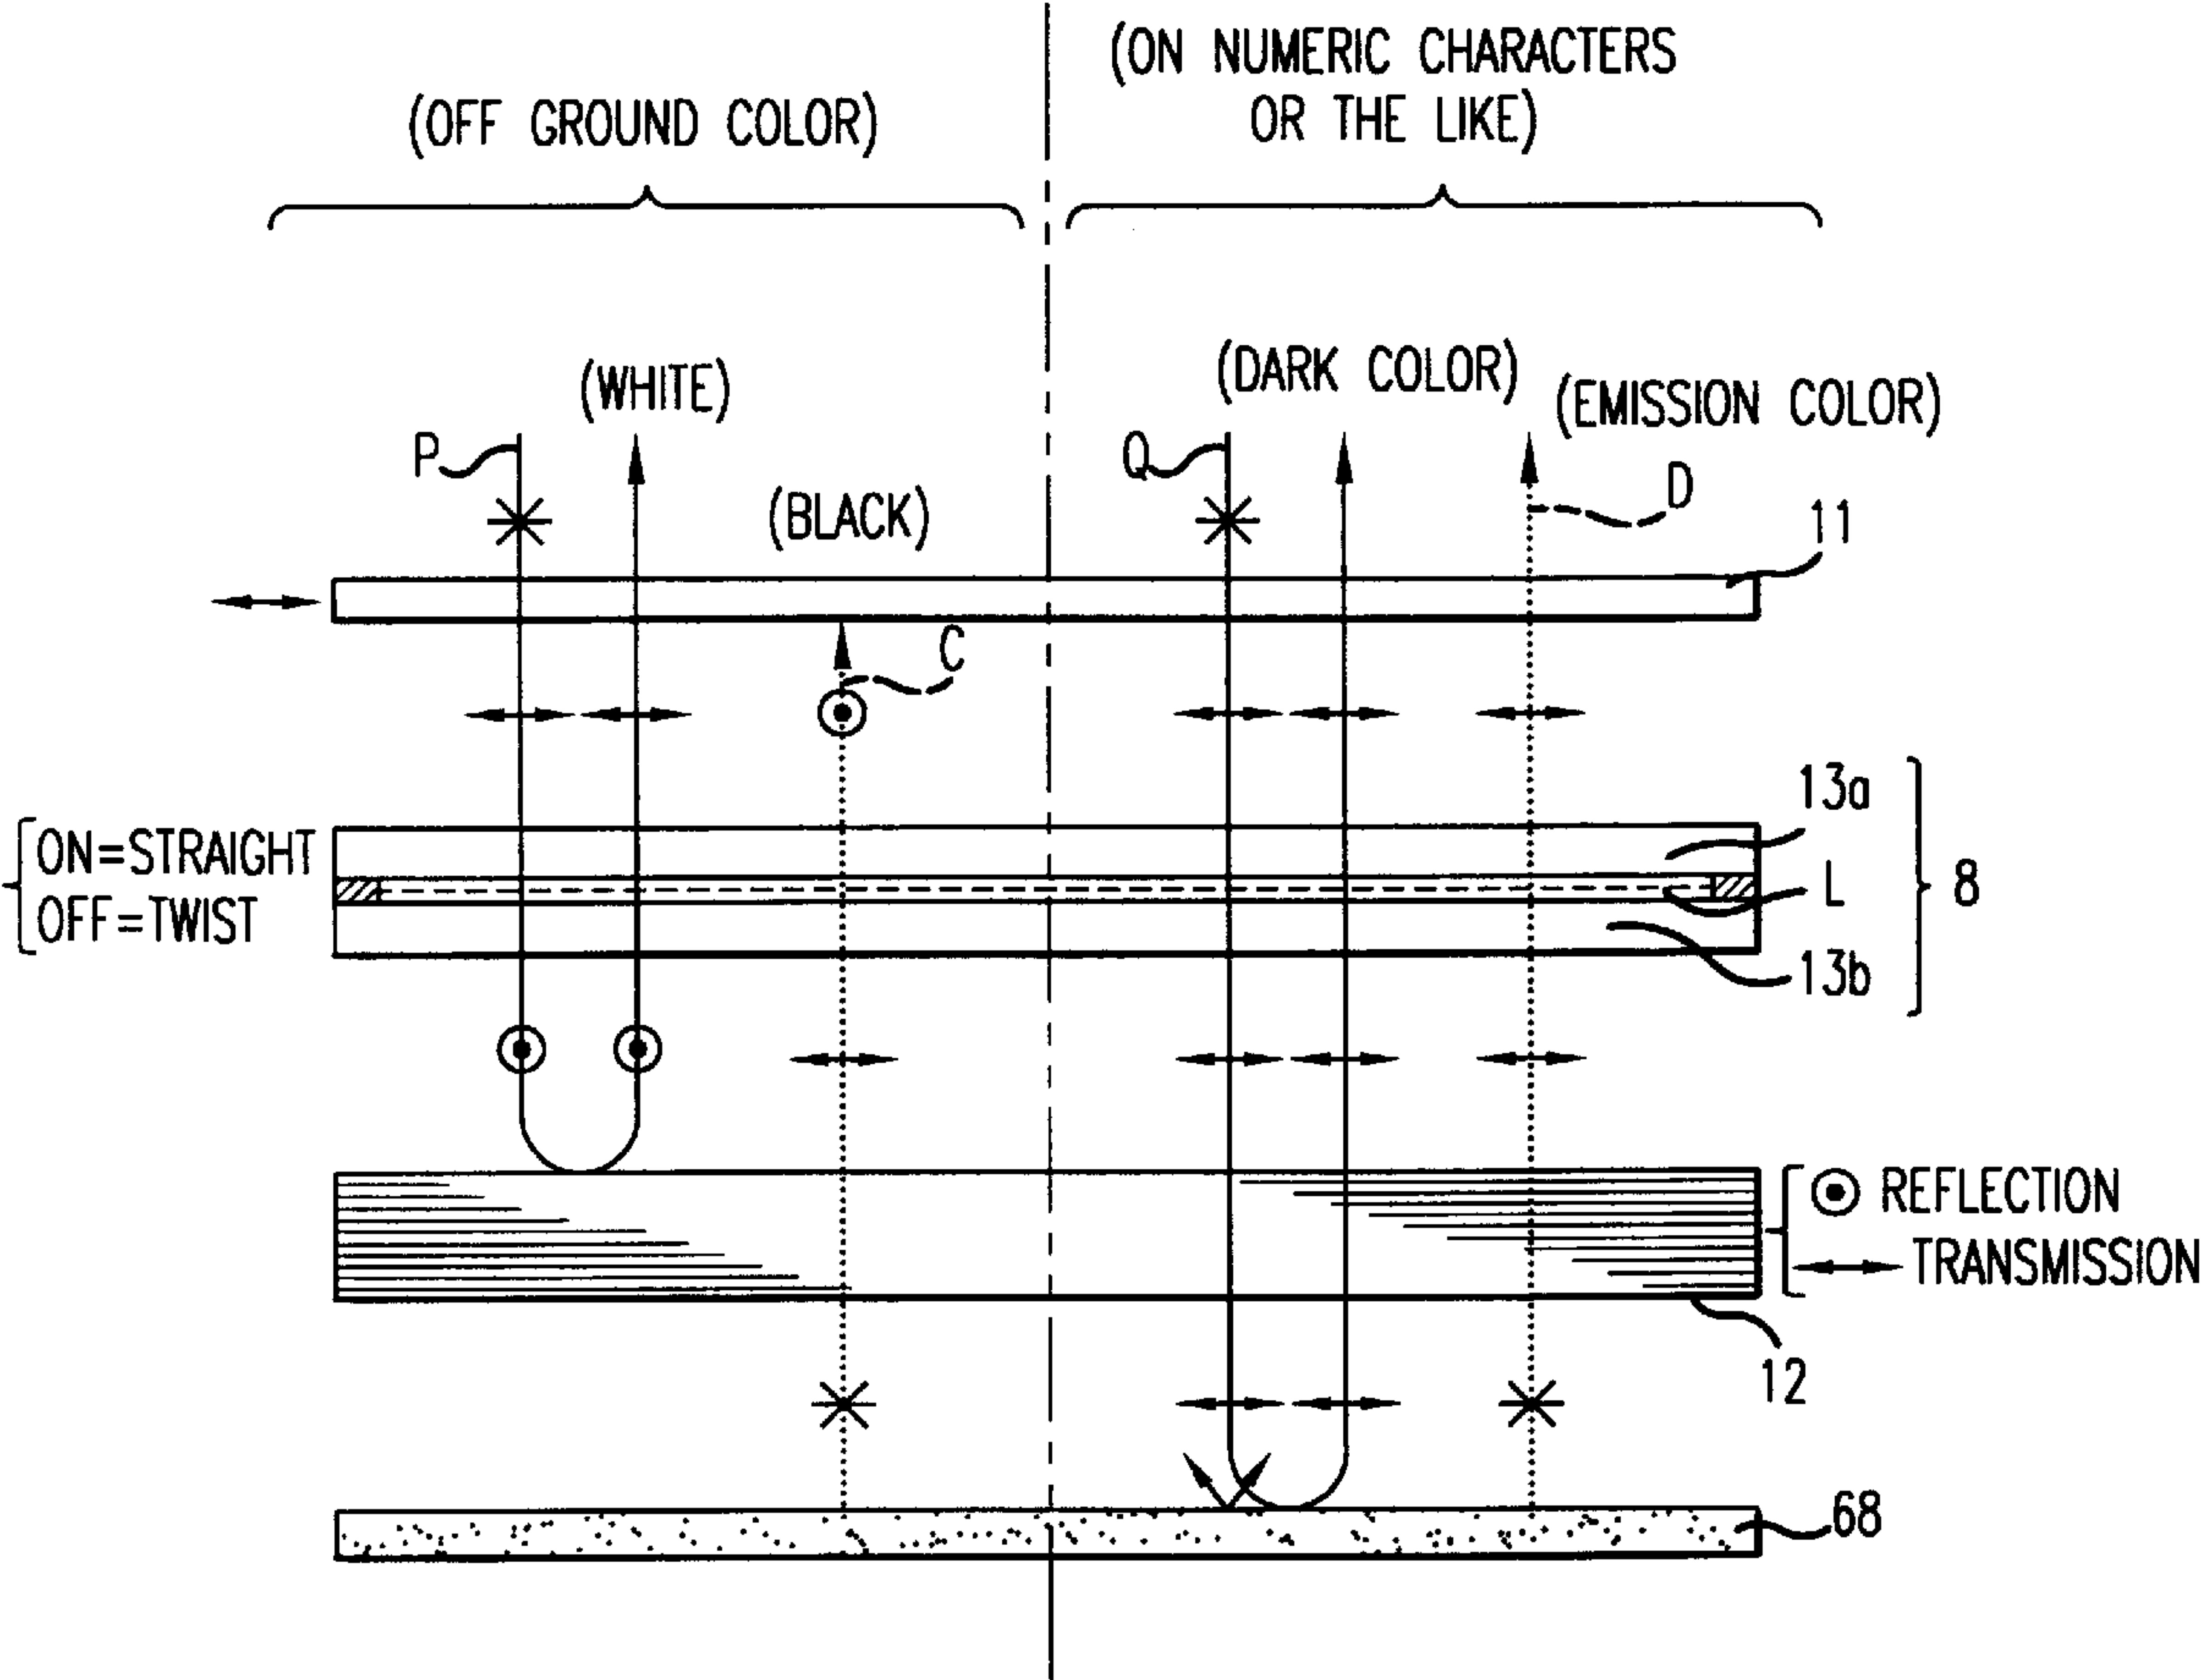 (ON NUMERIC CHARACTERS
OR THE LIKE)
(OFF GROUND COLOR)
(WHITE)
(DARK COLOR)
(EMISSION COLOR)
P
Q
D
(BLACK)
11
C
13a
ON=STRAIGHT
OFF=TWIST
L
8
13b
REFLECTION
TRANSMISSION
12
68